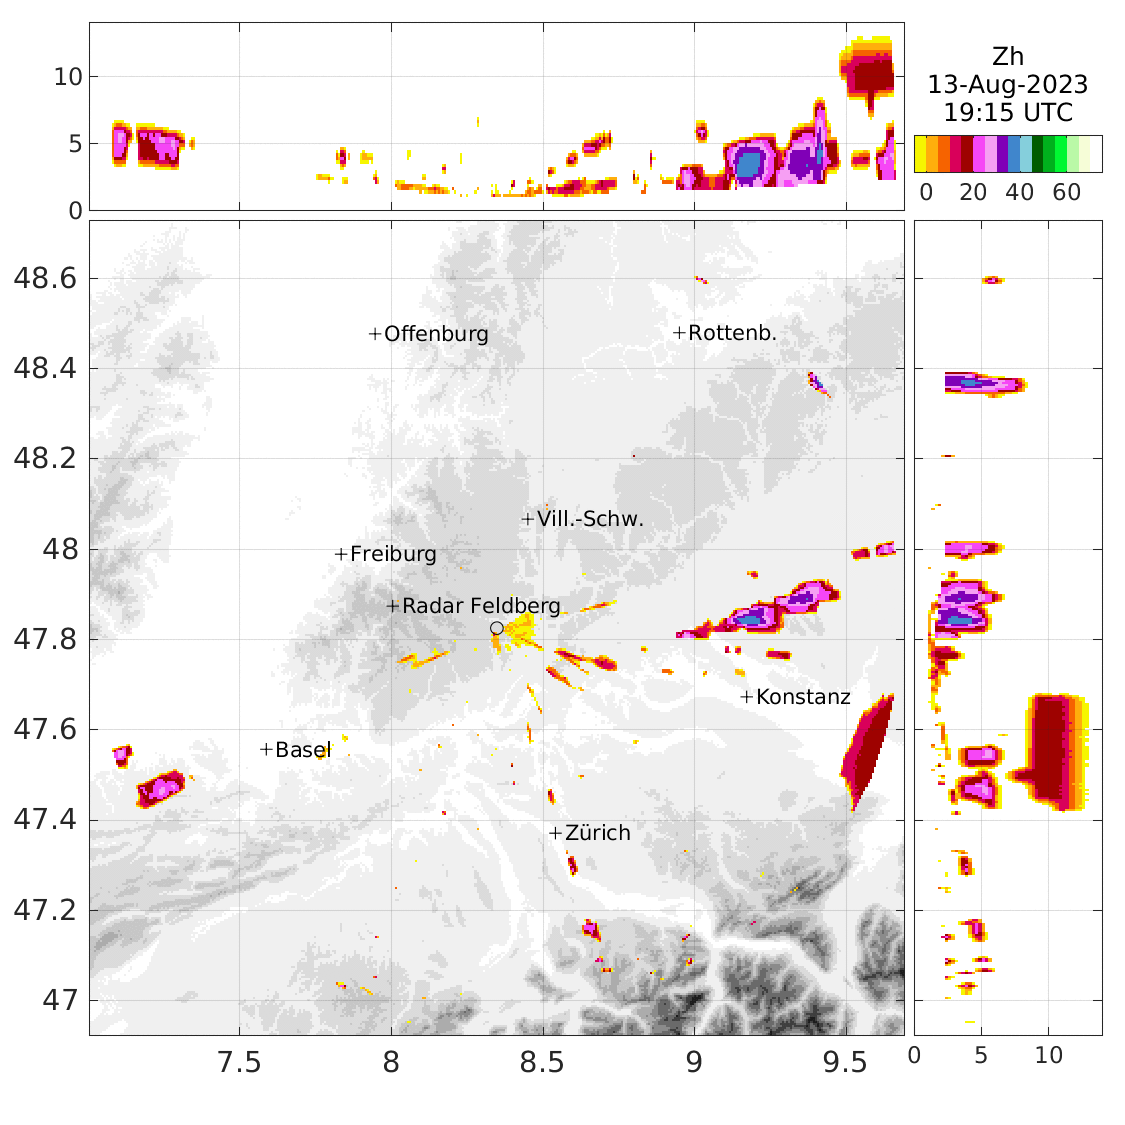 10
5
0
Zh
13-Aug-2023
19:15 UTC
0 20 40 60
48.6
48.4
48.2
48
47.8
47.6
47.4
47.2
47
+Offenburg
+Rottenb.
+Vill.-Schw.
+Freiburg
+Radar Feldberg
+Konstanz
+Basel
+Zürich
7.5 8 8.5 9 9.5
0 5 10